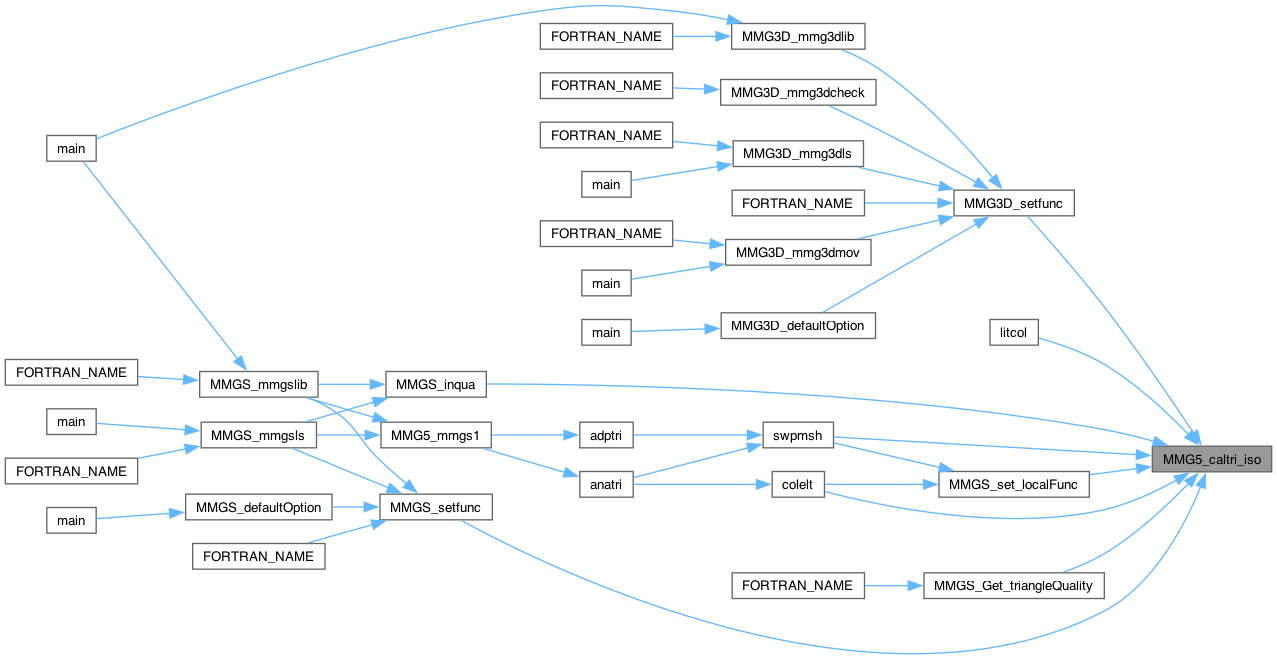 FORTRAN_NAME
MMG3D_mmg3dlib
FORTRAN_NAME
MMG3D_mmg3dcheck
FORTRAN_NAME
main
MMG3D_mmg3dls
main
FORTRAN_NAME
MMG3D_setfunc
FORTRAN_NAME
MMG3D_mmg3dmov
main
main
MMG3D_defaultOption
litcol
FORTRAN_NAME
MMGS_mmgslib
MMGS_inqua
main
MMGS_mmgsls
MMG5_mmgs1
adptri
swpmsh
MMG5_caltri_iso
FORTRAN_NAME
anatri
colelt
MMGS_set_localFunc
main
MMGS_defaultOption
MMGS_setfunc
FORTRAN_NAME
FORTRAN_NAME
MMGS_Get_triangleQuality